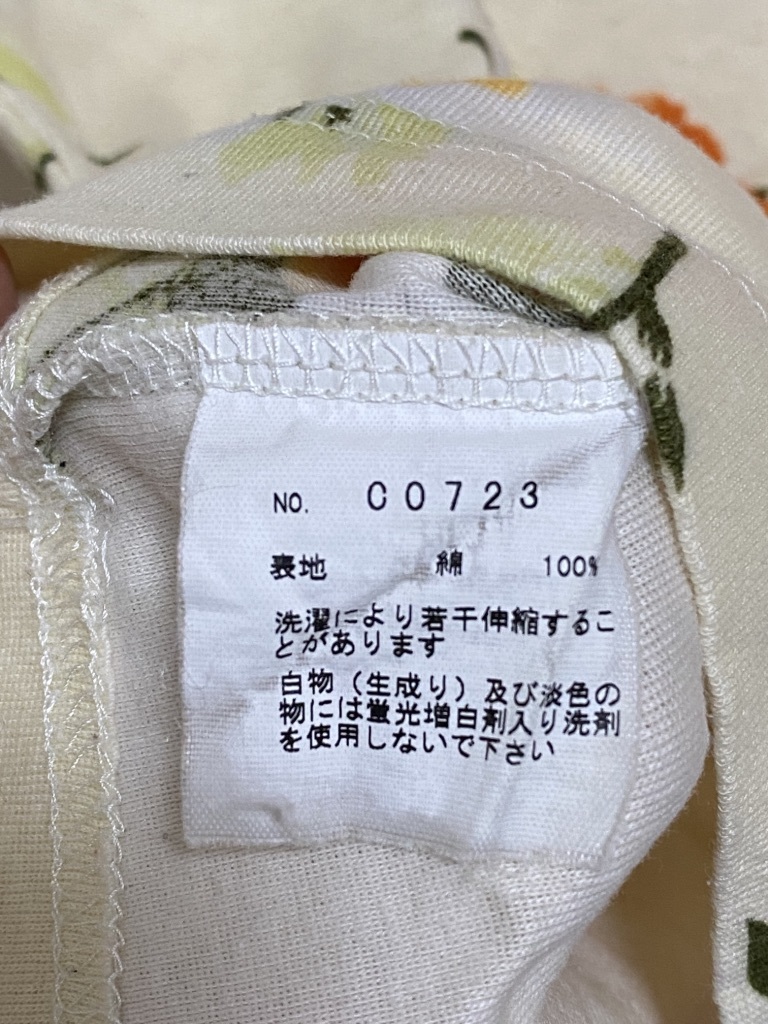 NO. C0723
表地 綿 100%
洗濯により若干伸縮するこ
とがあります
白物（生成り）及び淡色の
物には蛍光増白剤入り洗剤
を使用しないで下さい